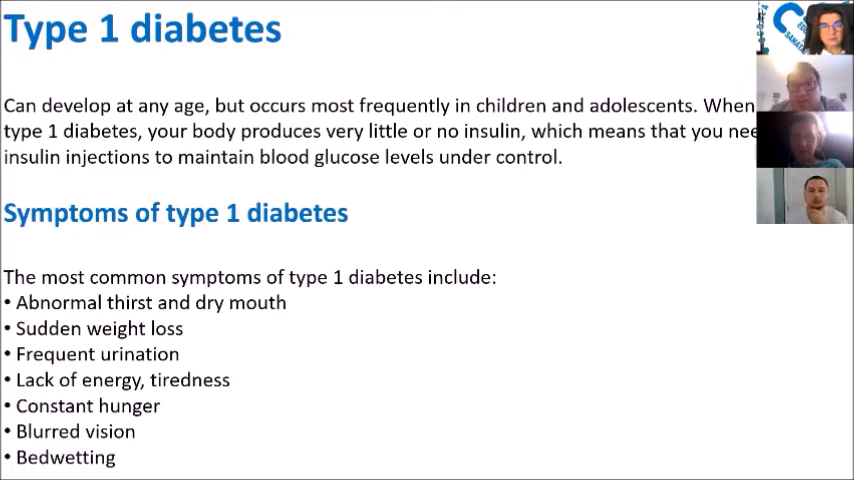 Type 1 diabetes
Can develop at any age, but occurs most frequently in children and adolescents. When
type 1 diabetes, your body produces very little or no insulin, which means that you
insulin injections to maintain blood glucose levels under control.
Symptoms of type 1 diabetes
The most common symptoms of type 1 diabetes include:
• Abnormal thirst and dry mouth
• Sudden weight loss
• Frequent urination
• Lack of energy, tiredness
• Constant hunger
• Blurred vision
• Bedwetting